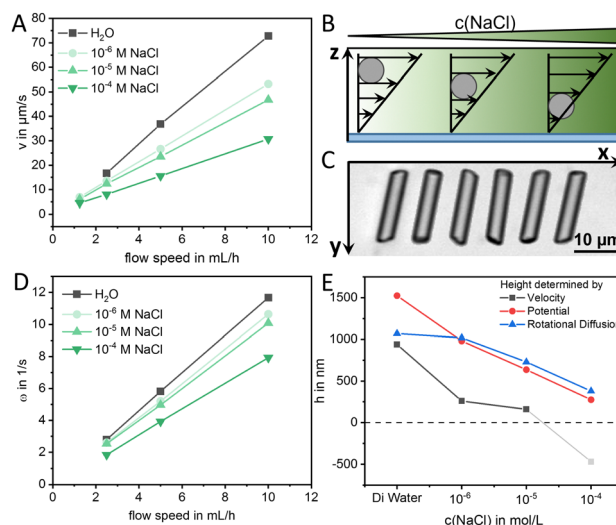 A
v in µm/s
80
70
60
50
40
30
20
10
0
H₂O
10⁻⁶ M NaCl
10⁻⁵ M NaCl
10⁻⁴ M NaCl
0 2 4 6 8 10 12
flow speed in mL/h
B
c(NaCl)
z
x
C
y
10 µm
D
ω in 1/s
12
10
8
6
4
2
0
H₂O
10⁻⁶ M NaCl
10⁻⁵ M NaCl
10⁻⁴ M NaCl
0 2 4 6 8 10 12
flow speed in mL/h
E
Height determined by
Velocity
Potential
Rotational Diffusion
h in nm
1500
1000
500
0
-500
Di Water 10⁻⁶ 10⁻⁵ 10⁻⁴
c(NaCl) in mol/L